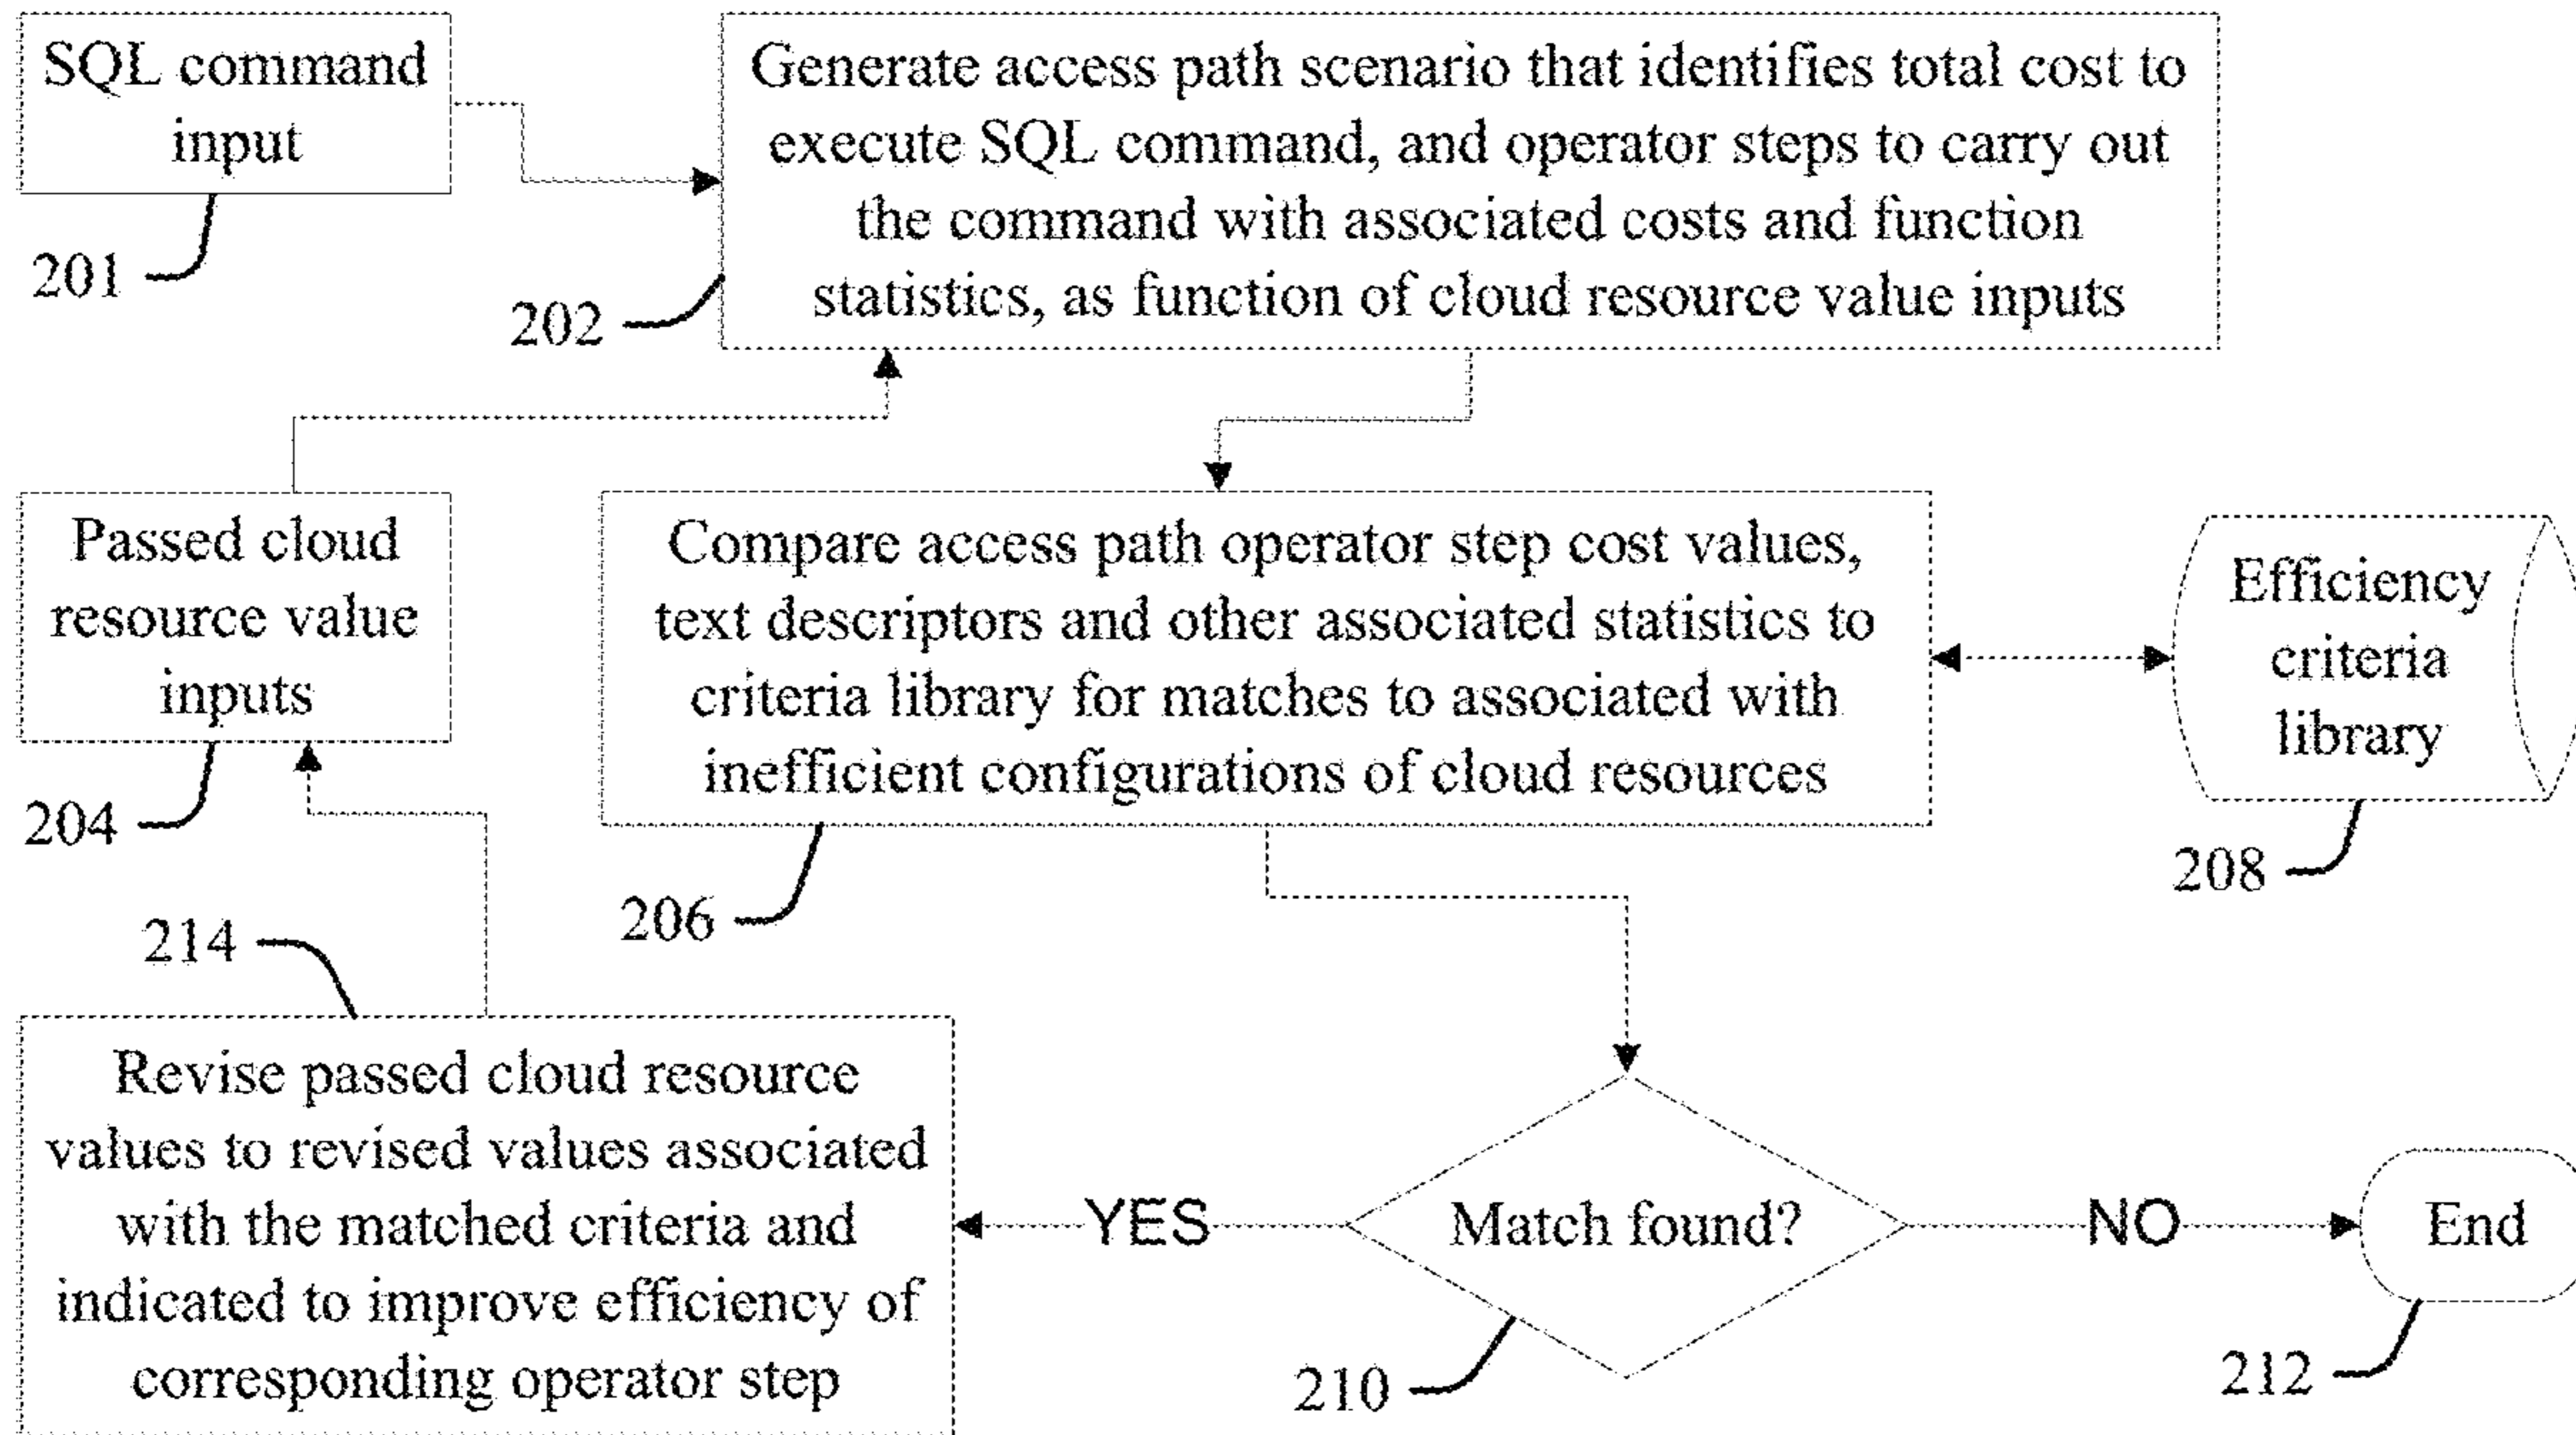 SQL command
input
201
Generate access path scenario that identifies total cost to
execute SQL command, and operator steps to carry out
the command with associated costs and function
statistics, as function of cloud resource value inputs
202
Passed cloud
resource value
inputs
204
Compare access path operator step cost values,
text descriptors and other associated statistics to
criteria library for matches to associated with
inefficient configurations of cloud resources
206
Efficiency
criteria
library
208
214
Revise passed cloud resource
values to revised values associated
with the matched criteria and
indicated to improve efficiency of
corresponding operator step
YES
Match found?
210
NO
End
212